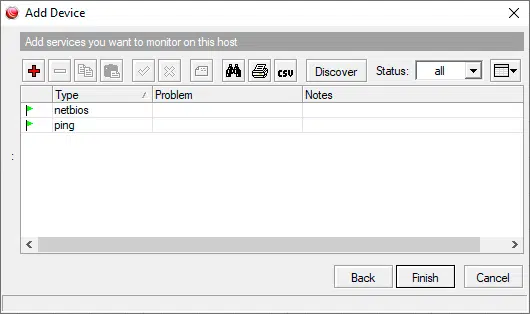 Add Device
Add services you want to monitor on this host
csv Discover Status: all
Type Problem Notes
netbios
ping
:
Back Finish Cancel